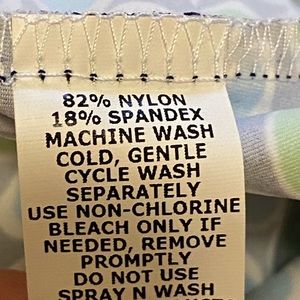 82% NYLON
18% SPANDEX
MACHINE WASH
COLD, GENTLE
CYCLE WASH
SEPARATELY
USE NON-CHLORINE
BLEACH ONLY IF
NEEDED, REMOVE
PROMPTLY
DO NOT USE
SPRAY N WASH